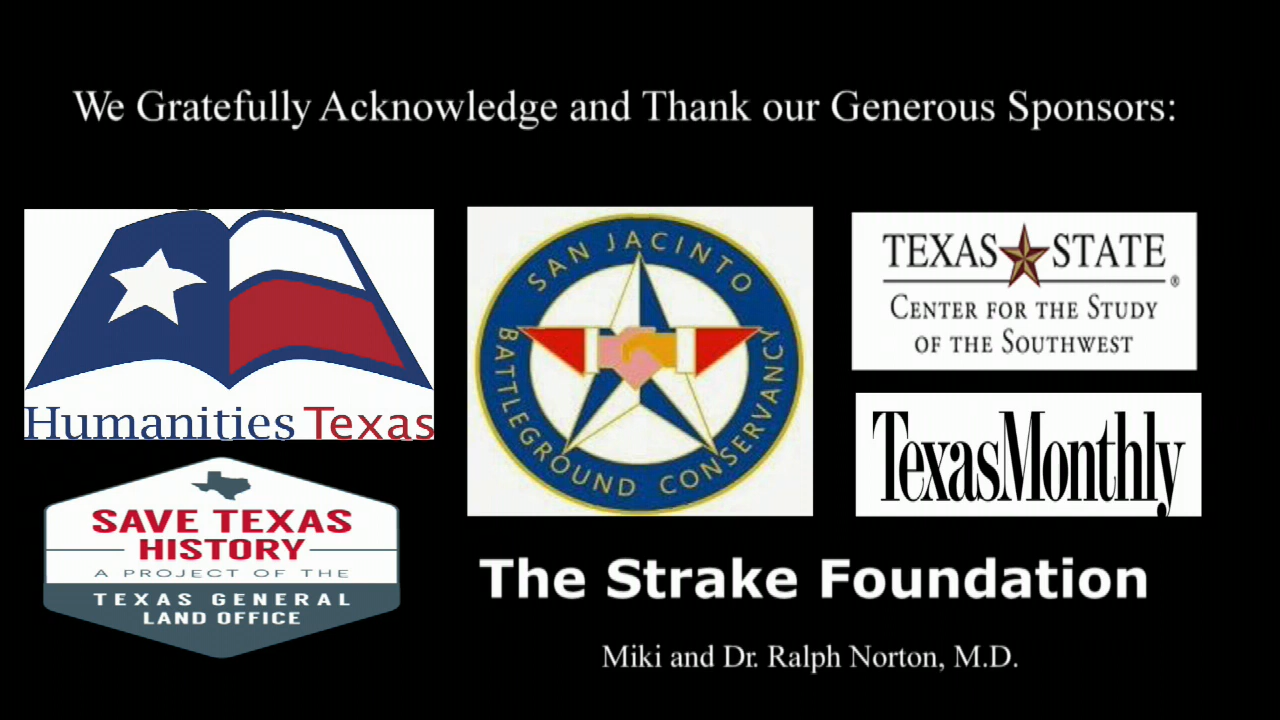 We Gratefully Acknowledge and Thank our Generous Sponsors:
Humanities Texas
SAN JACINTO
BATTLEGROUND CONSERVANCY
TEXAS STATE
®
CENTER FOR THE STUDY
OF THE SOUTHWEST
TexasMonthly
SAVE TEXAS
HISTORY
A PROJECT OF THE
TEXAS GENERAL
LAND OFFICE
The Strake Foundation
Miki and Dr. Ralph Norton, M.D.